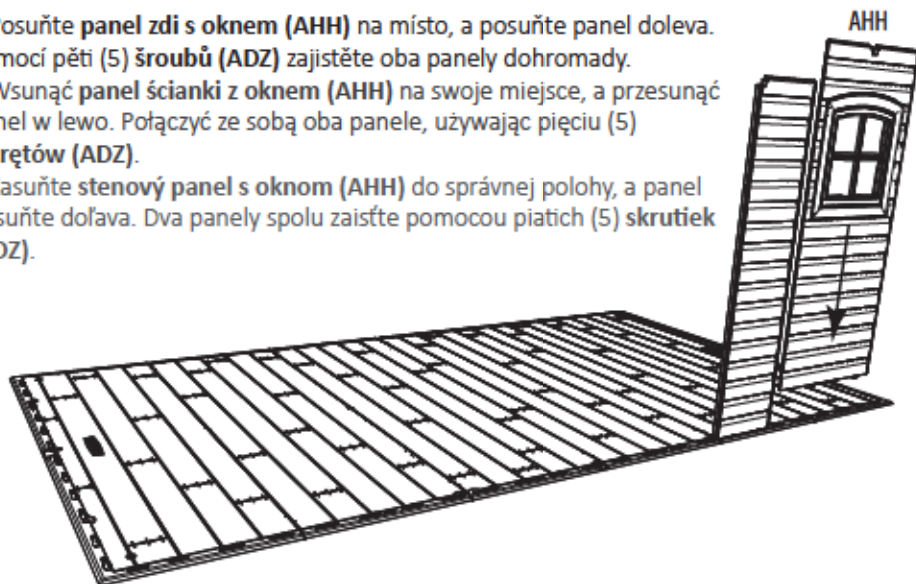 Posuňte panel zdi s oknem (AHH) na místo, a posuňte panel doleva.
mocí pěti (5) šroubů (ADZ) zajistěte oba panely dohromady.
Wsunąć panel ścianki z oknem (AHH) na swoje miejsce, a przesunąć
nel w lewo. Połączyć ze sobą oba panele, używając pięciu (5)
rętów (ADZ).
asuňte stenový panel s oknom (AHH) do správnej polohy, a panel
suňte doľava. Dva panely spolu zaisťte pomocou piatich (5) skrutiek
DZ).
AHH